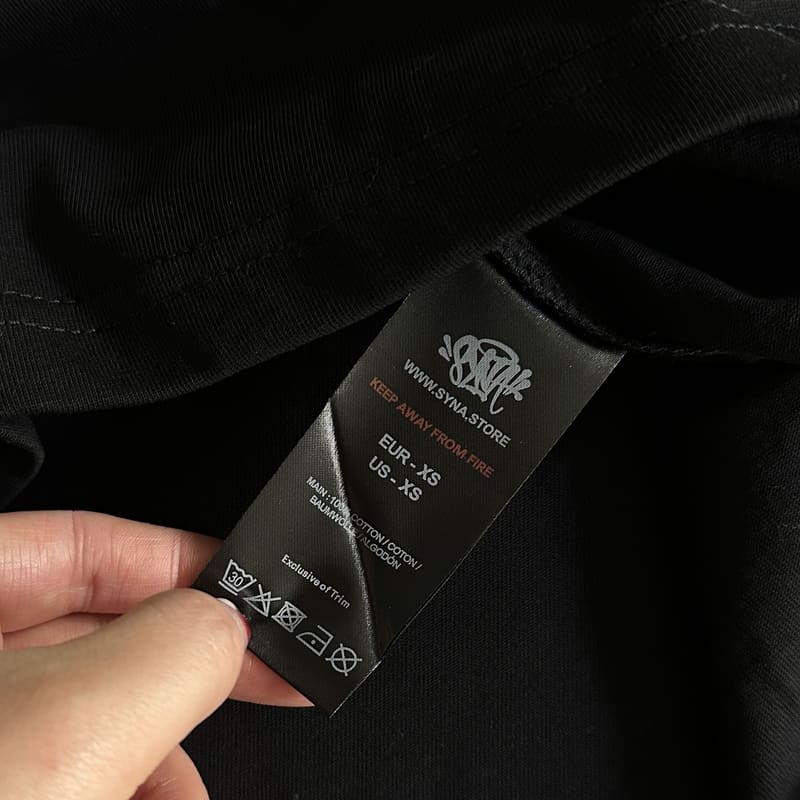 WWW.SYNA.STORE
KEEP AWAY FROM FIRE
EUR - XS
US - XS
MAIN : 100% COTTON / COTON /
BAUMWOLLE / ALGODÓN
Exclusive of Trim
30